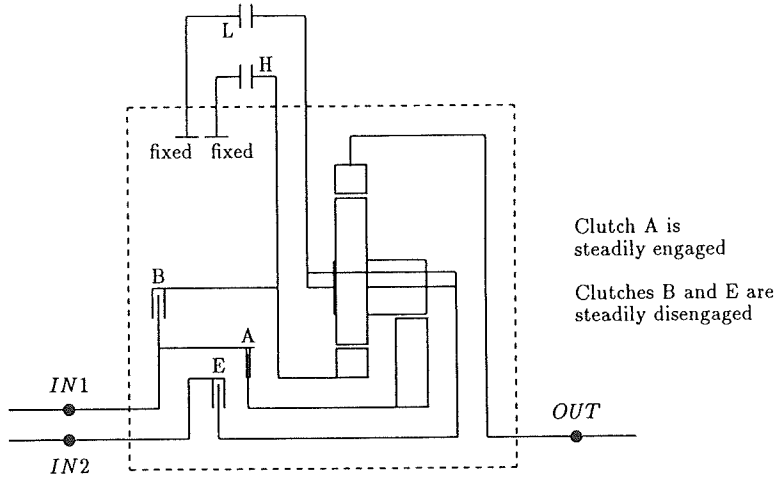 L
H
fixed fixed
Clutch A is
steadily engaged
Clutches B and E are
steadily disengaged
B
A
E
IN1
OUT
IN2